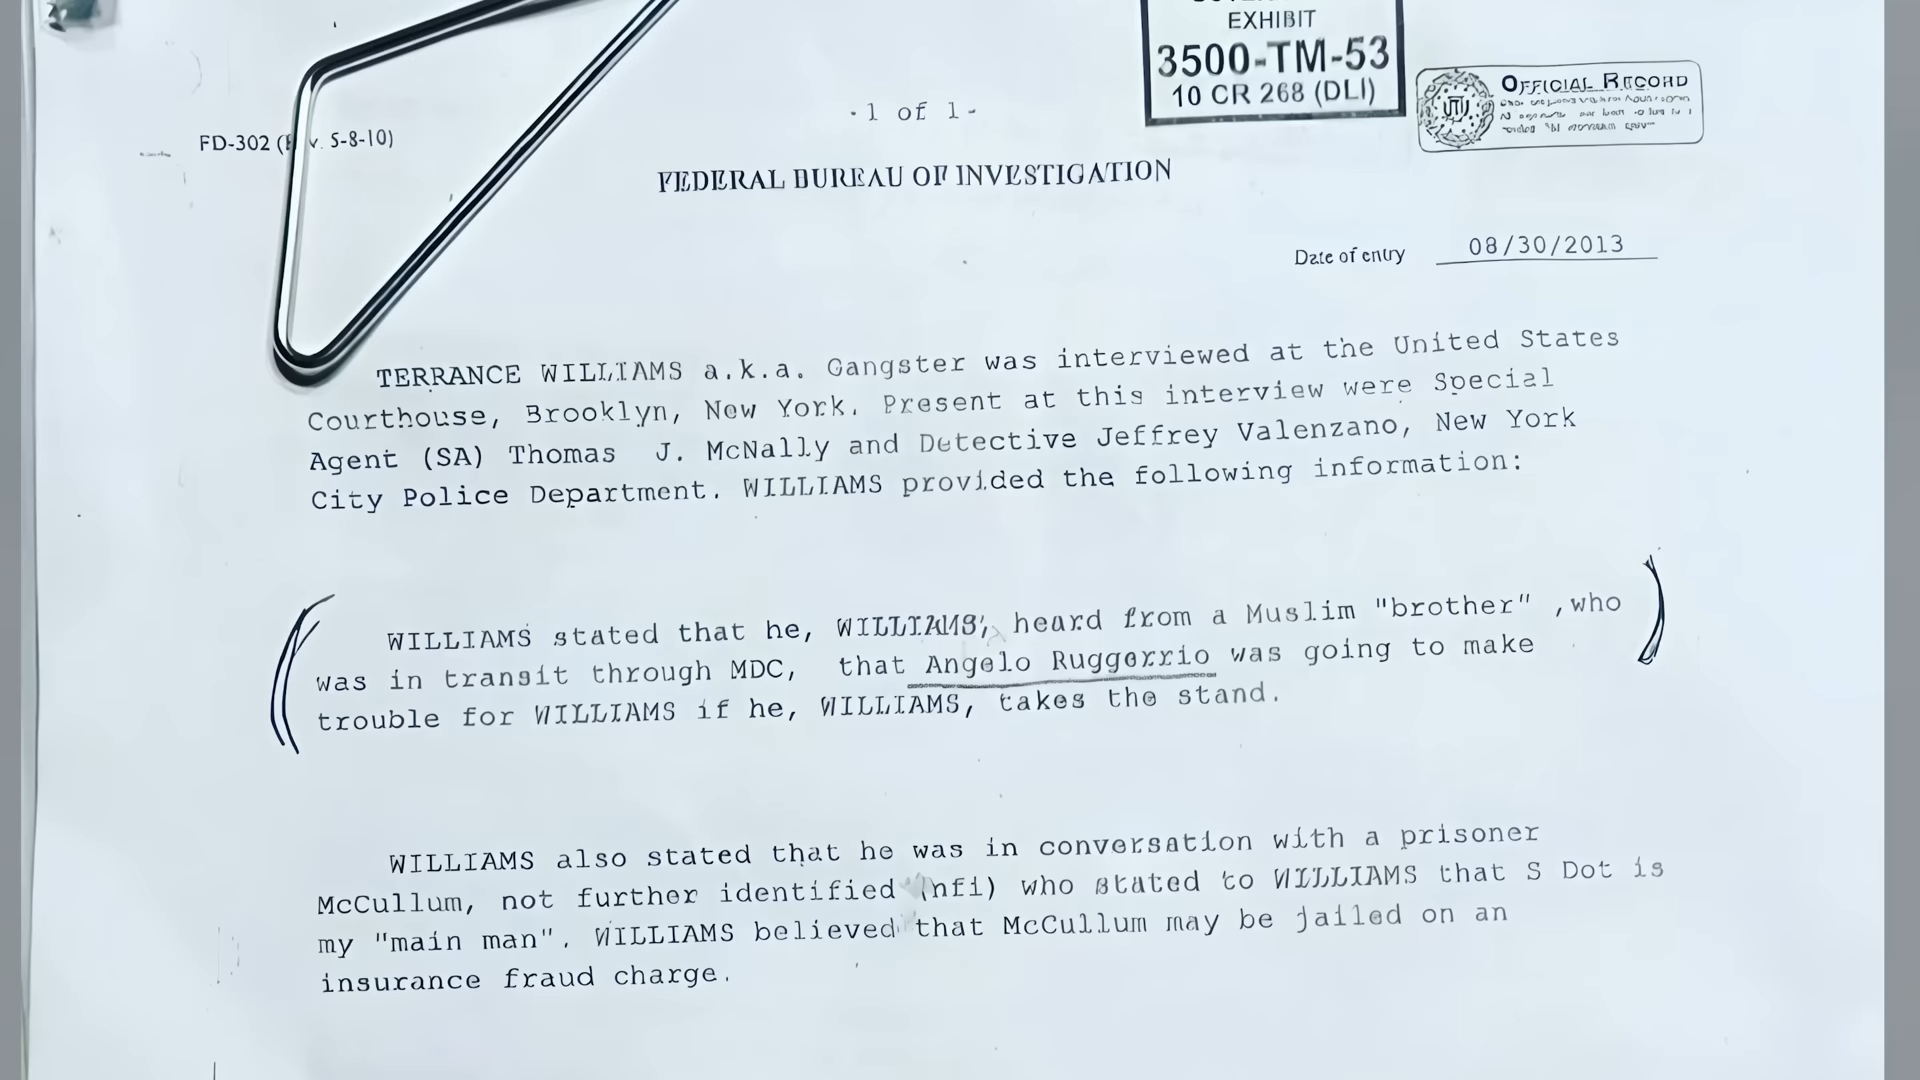 EXHIBIT
3500-TM-53
10 CR 268 (DLI)
OFFICIAL RECORD
-1 of 1-
FD-302 ( v. 5-8-10)
FEDERAL BUREAU OF INVESTIGATION
Date of entry 08/30/2013
TERRANCE WILLIAMS a.k.a. Gangster was interviewed at the United States
Courthouse, Brooklyn, New York. Present at this interview were Special
Agent (SA) Thomas J. McNally and Detective Jeffrey Valenzano, New York
City Police Department. WILLIAMS provided the following information:
WILLIAMS stated that he, WILLIAMS, heard from a Muslim "brother" ,who
was in transit through MDC, that Angelo Ruggerrio was going to make
trouble for WILLIAMS if he, WILLIAMS, takes the stand.
WILLIAMS also stated that he was in conversation with a prisoner
McCullum, not further identified (nfi) who stated to WILLIAMS that S Dot is
my "main man". WILLIAMS believed that McCullum may be jailed on an
insurance fraud charge.